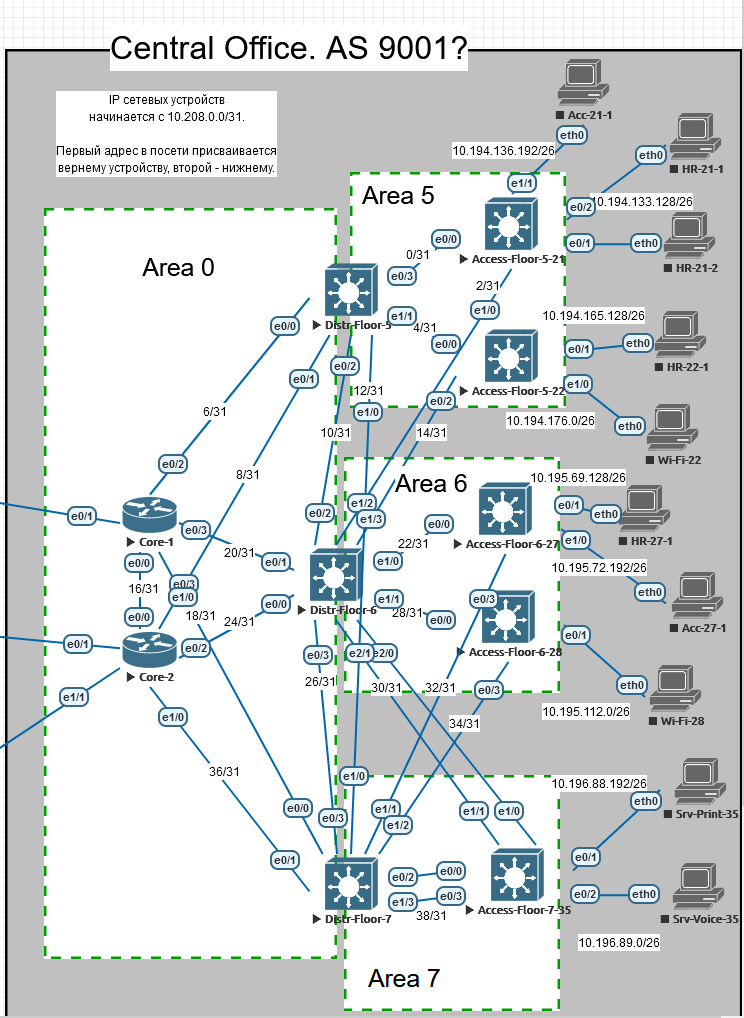 Central Office. AS 9001?
IP сетевых устройств
начинается с 10.208.0.0/31.
Первый адрес в посети присваивается
вернему устройству, второй - нижнему.
Acc-21-1
eth0
10.194.136.192/26
eth0
HR-21-1
e1/1
Area 5
10.194.133.128/26
e0/2
e0/0
e0/1
eth0
0/31
Access-Floor-5-21
HR-21-2
Area 0
e0/3
2/31
Distr-Floor-5
e1/1
e1/0
10.194.165.128/26
e0/0
4/31
e0/0
e0/1
eth0
HR-22-1
e0/2
e0/1
12/31
e0/2
Access-Floor-5-22
e1/0
6/31
e1/0
10.194.176.0/26
eth0
10/31
14/31
Wi-Fi-22
e0/2
8/31
Area 6
10.195.69.128/26
e1/2
e0/1
e0/2
e1/3
e0/0
eth0
e0/1
e0/3
Core-1
22/31
Access-Floor-6-27
e1/0
HR-27-1
20/31
e0/1
e1/0
e0/0
10.195.72.192/26
16/31
e0/3
e1/0
Distr-Floor-6
e1/1
e0/3
eth0
e0/0
e0/0
18/31
28/31
e0/0
Acc-27-1
24/31
e0/1
e0/1
e0/2
e0/3
e2/1
e2/0
Access-Floor-6-28
Core-2
26/31
30/31
32/31
e0/3
eth0
e1/1
e1/0
34/31
10.195.112.0/26
Wi-Fi-28
36/31
e1/0
10.196.88.192/26
e0/0
e0/3
e1/1
e1/2
e1/1
e1/0
eth0
Srv-Print-35
e0/1
e0/1
e0/2
e0/0
e1/3
e0/3
e0/2
eth0
Distr-Floor-7
38/31
Access-Floor-7-35
Srv-Voice-35
10.196.89.0/26
Area 7